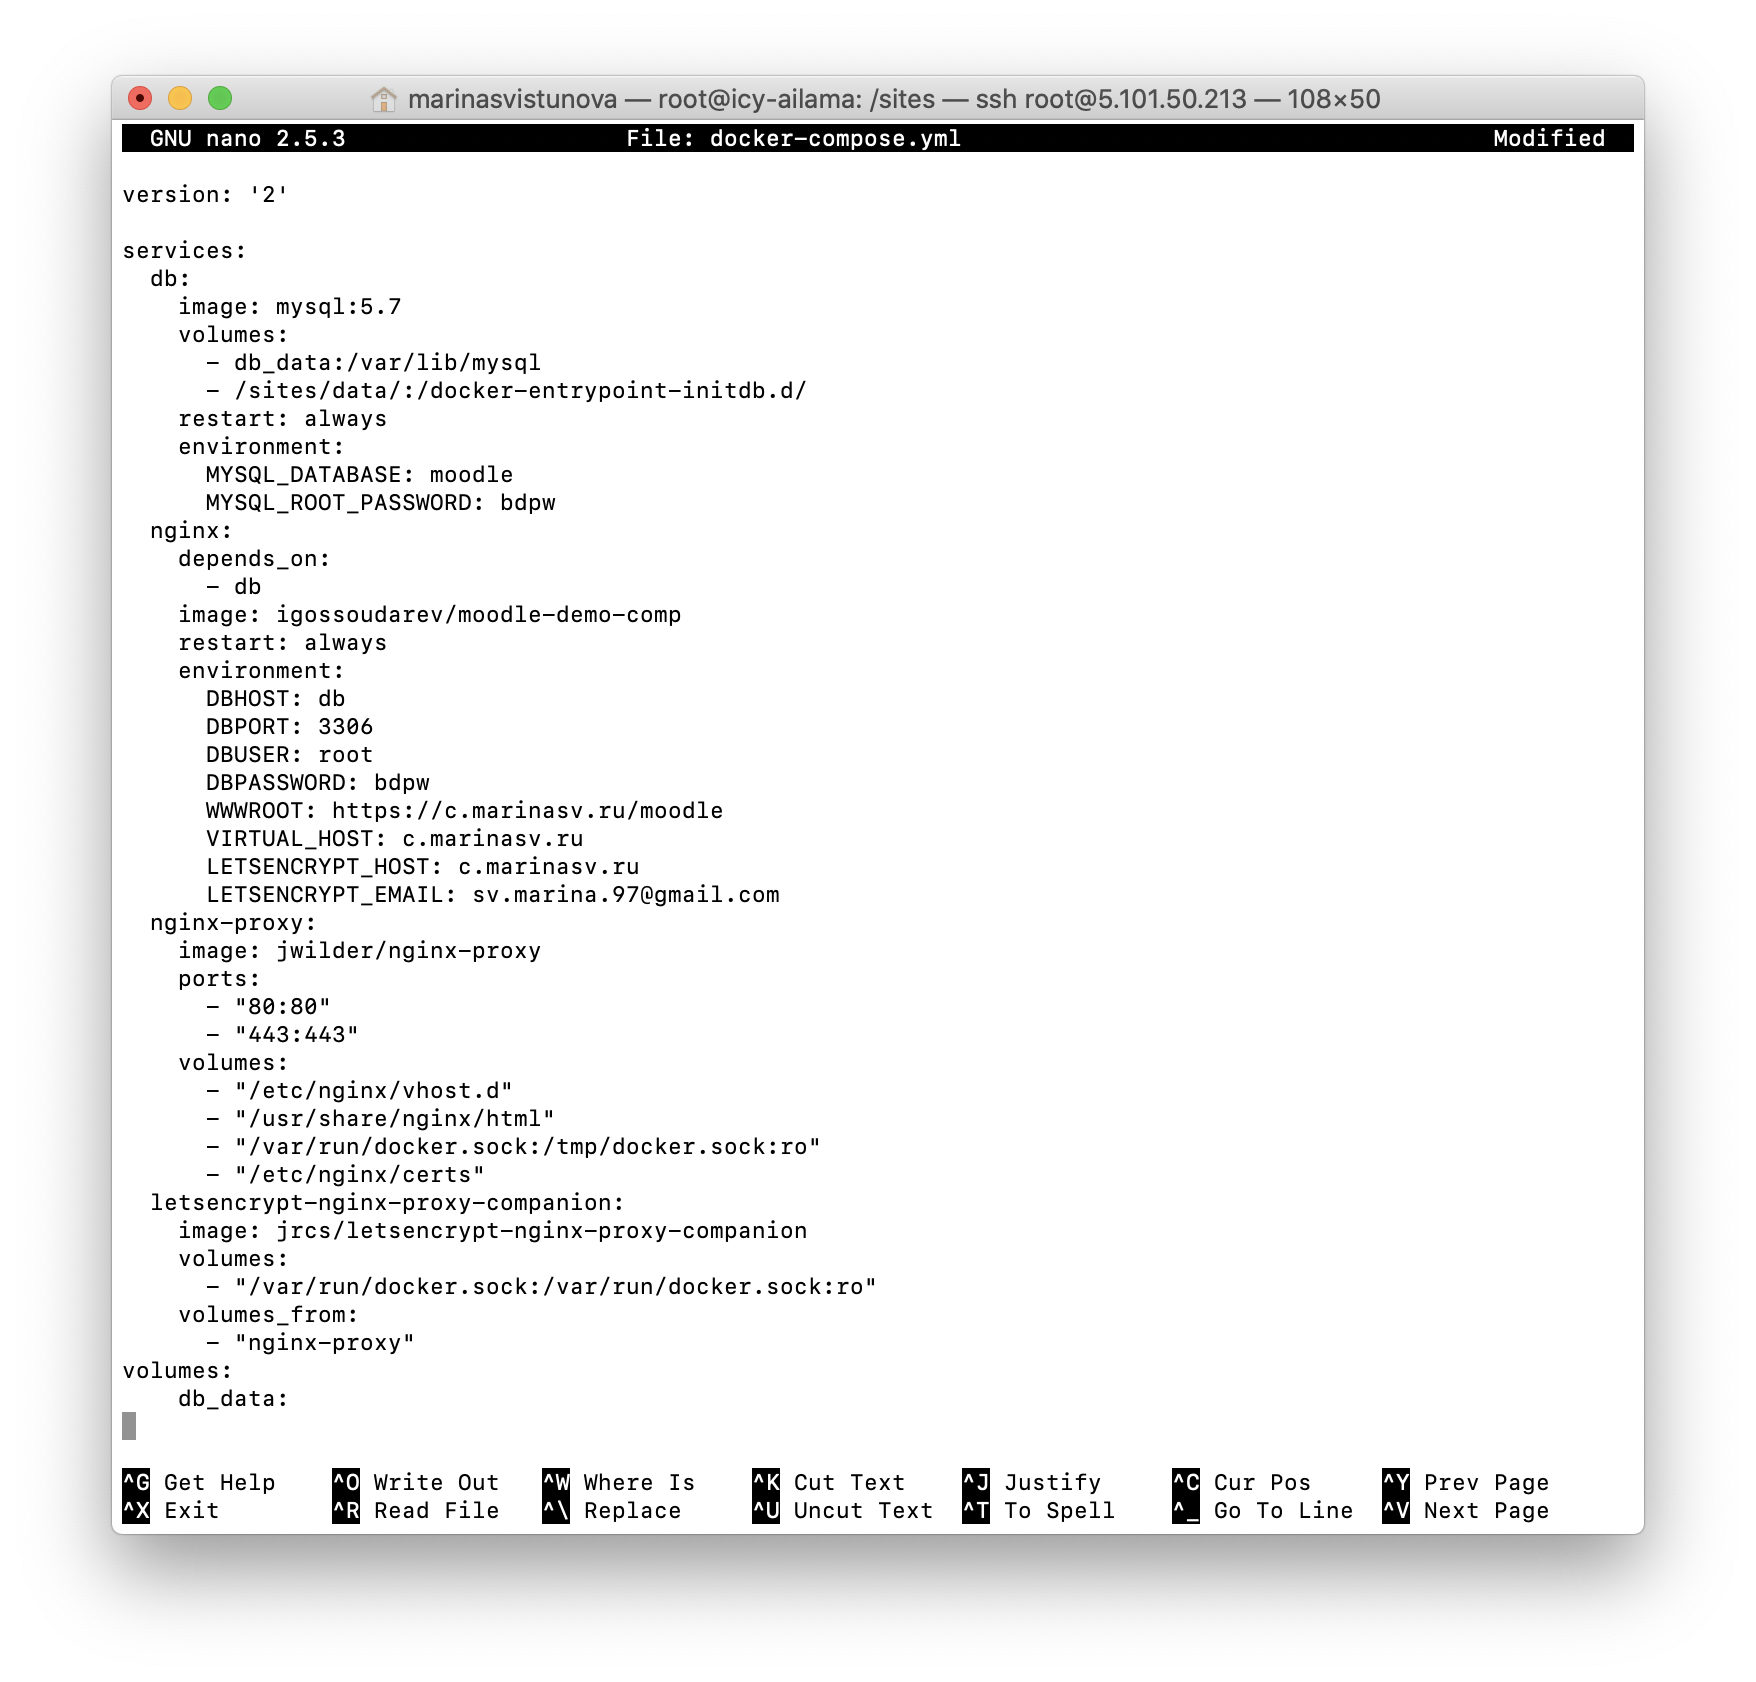 marinasvistunova — root@icy-ailama: /sites — ssh root@5.101.50.213 — 108×50
GNU nano 2.5.3 File: docker-compose.yml Modified
version: '2'
services:
  db:
    image: mysql:5.7
    volumes:
      - db_data:/var/lib/mysql
      - /sites/data/:/docker-entrypoint-initdb.d/
    restart: always
    environment:
      MYSQL_DATABASE: moodle
      MYSQL_ROOT_PASSWORD: bdpw
  nginx:
    depends_on:
      - db
    image: igossoudarev/moodle-demo-comp
    restart: always
    environment:
      DBHOST: db
      DBPORT: 3306
      DBUSER: root
      DBPASSWORD: bdpw
      WWWROOT: https://c.marinasv.ru/moodle
      VIRTUAL_HOST: c.marinasv.ru
      LETSENCRYPT_HOST: c.marinasv.ru
      LETSENCRYPT_EMAIL: sv.marina.97@gmail.com
  nginx-proxy:
    image: jwilder/nginx-proxy
    ports:
      - "80:80"
      - "443:443"
    volumes:
      - "/etc/nginx/vhost.d"
      - "/usr/share/nginx/html"
      - "/var/run/docker.sock:/tmp/docker.sock:ro"
      - "/etc/nginx/certs"
  letsencrypt-nginx-proxy-companion:
    image: jrcs/letsencrypt-nginx-proxy-companion
    volumes:
      - "/var/run/docker.sock:/var/run/docker.sock:ro"
    volumes_from:
      - "nginx-proxy"
volumes:
    db_data:
^G Get Help ^O Write Out ^W Where Is ^K Cut Text ^J Justify ^C Cur Pos ^Y Prev Page
^X Exit ^R Read File ^\ Replace ^U Uncut Text ^T To Spell ^_ Go To Line ^V Next Page